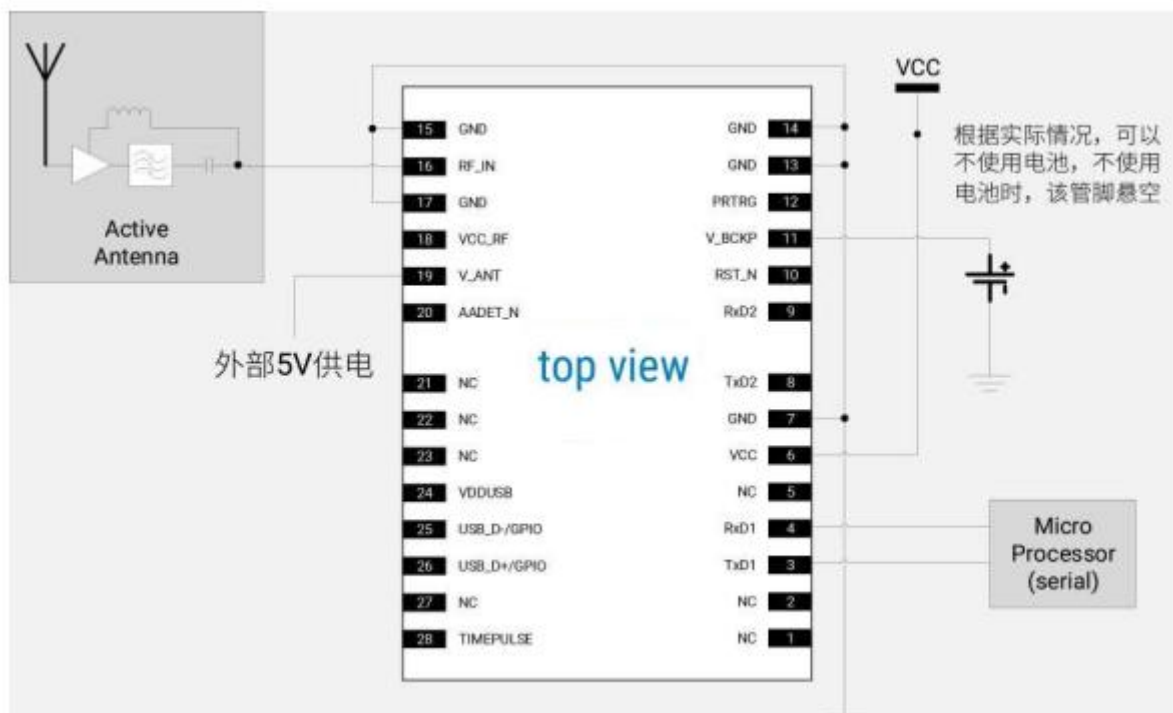 VCC
根据实际情况，可以
不使用电池，不使用
电池时，该管脚悬空
Active
Antenna
外部5V供电
15 GND
16 RF_IN
17 GND
18 VCC_RF
19 V_ANT
20 AADET_N
21 NC
22 NC
23 NC
24 VDDUSB
25 USB_D-/GPIO
26 USB_D+/GPIO
27 NC
28 TIMEPULSE
top view
GND 14
GND 13
PRTRG 12
V_BCKP 11
RST_N 10
RxD2 9
TxD2 8
GND 7
VCC 6
NC 5
RxD1 4
TxD1 3
NC 2
NC 1
Micro
Processor
(serial)